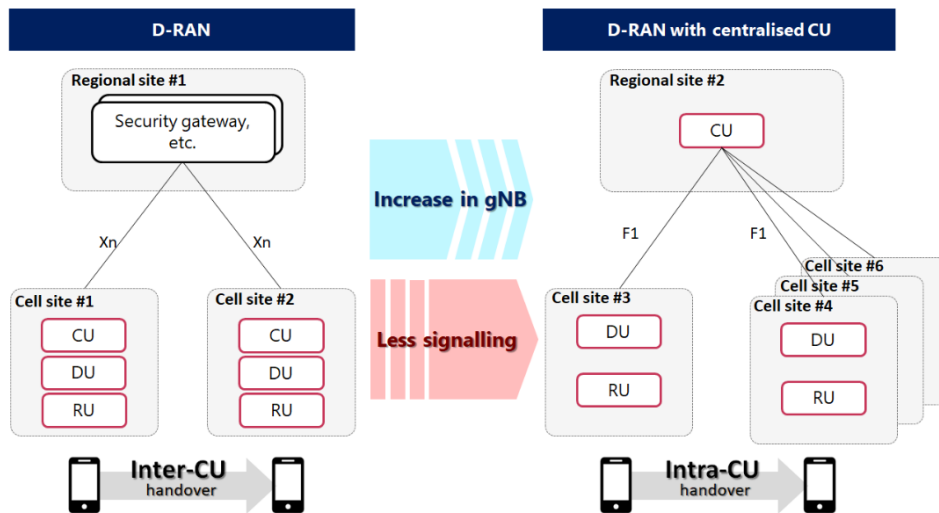 D-RAN
Regional site #1
Security gateway,
etc.
Xn
Xn
Cell site #1
CU
DU
RU
Cell site #2
CU
DU
RU
Inter-CU
handover
Increase in gNB
Less signalling
D-RAN with centralised CU
Regional site #2
CU
F1
F1
Cell site #3
DU
RU
Cell site #6
Cell site #5
Cell site #4
DU
RU
Intra-CU
handover